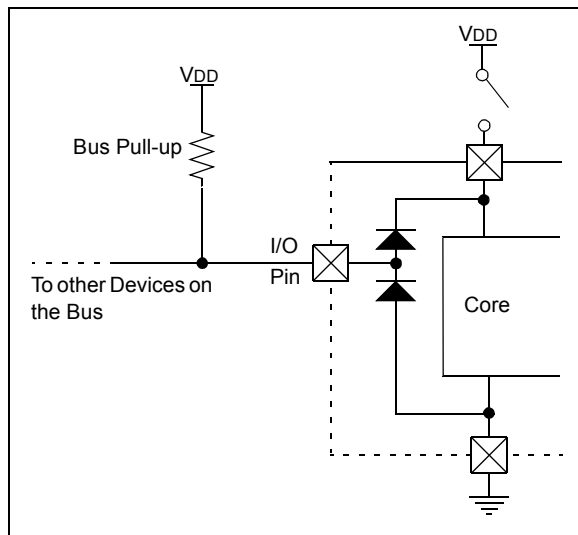 VDD
VDD
Bus Pull-up
I/O
Pin
To other Devices on
the Bus
Core